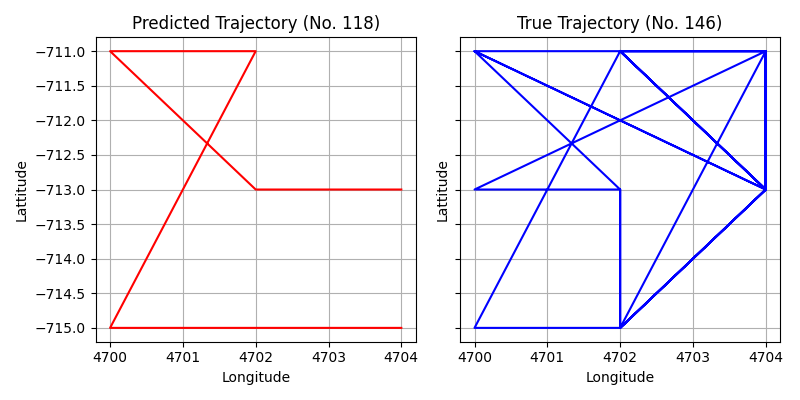 Predicted Trajectory (No. 118)
True Trajectory (No. 146)
Lattitude
−711.0
−711.5
−712.0
−712.5
−713.0
−713.5
−714.0
−714.5
−715.0
4700 4701 4702 4703 4704
Longitude
Lattitude
4700 4701 4702 4703 4704
Longitude